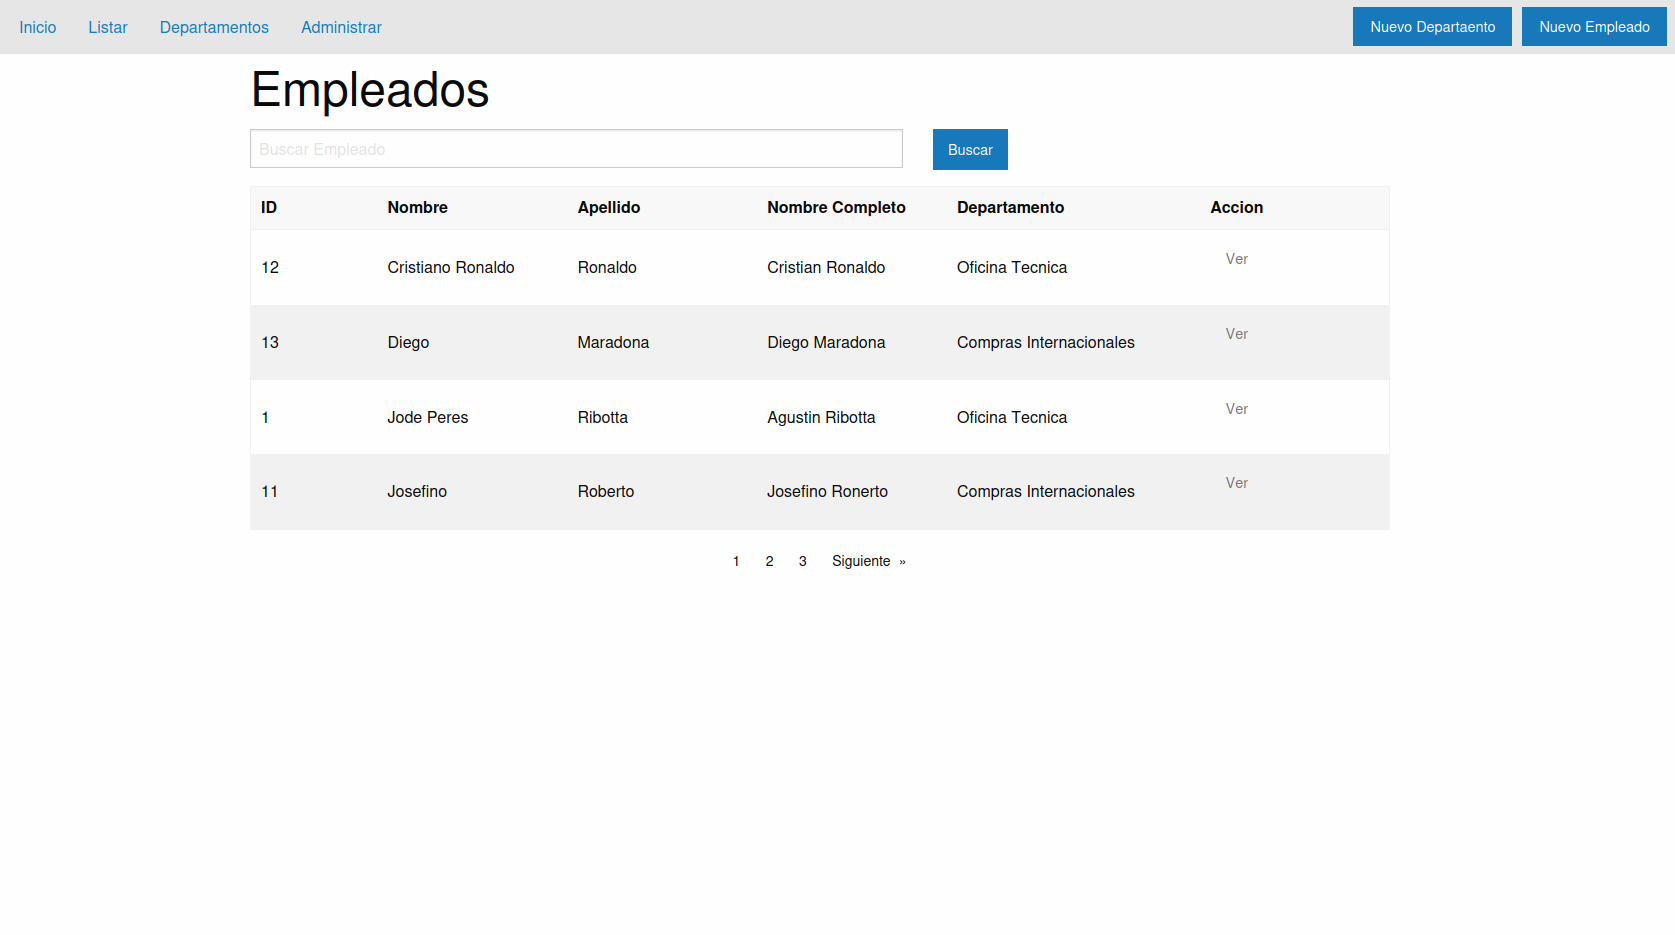 Inicio Listar Departamentos Administrar Nuevo Departaento Nuevo Empleado
Empleados
Buscar Empleado Buscar
ID Nombre Apellido Nombre Completo Departamento Accion
12 Cristiano Ronaldo Ronaldo Cristian Ronaldo Oficina Tecnica Ver
13 Diego Maradona Diego Maradona Compras Internacionales Ver
1 Jode Peres Ribotta Agustin Ribotta Oficina Tecnica Ver
11 Josefino Roberto Josefino Ronerto Compras Internacionales Ver
1 2 3 Siguiente »